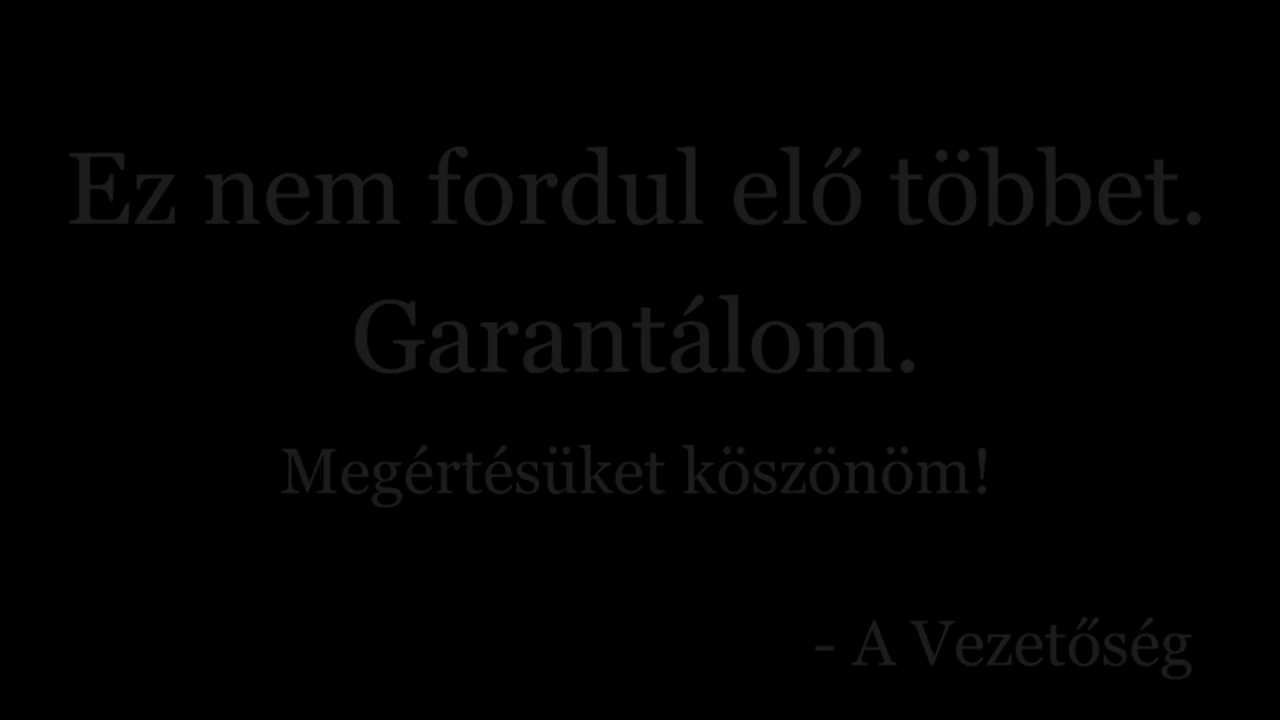 Ez nem fordul elő többet.
Garantálom.
Megértésüket köszönöm!
- A Vezetőség